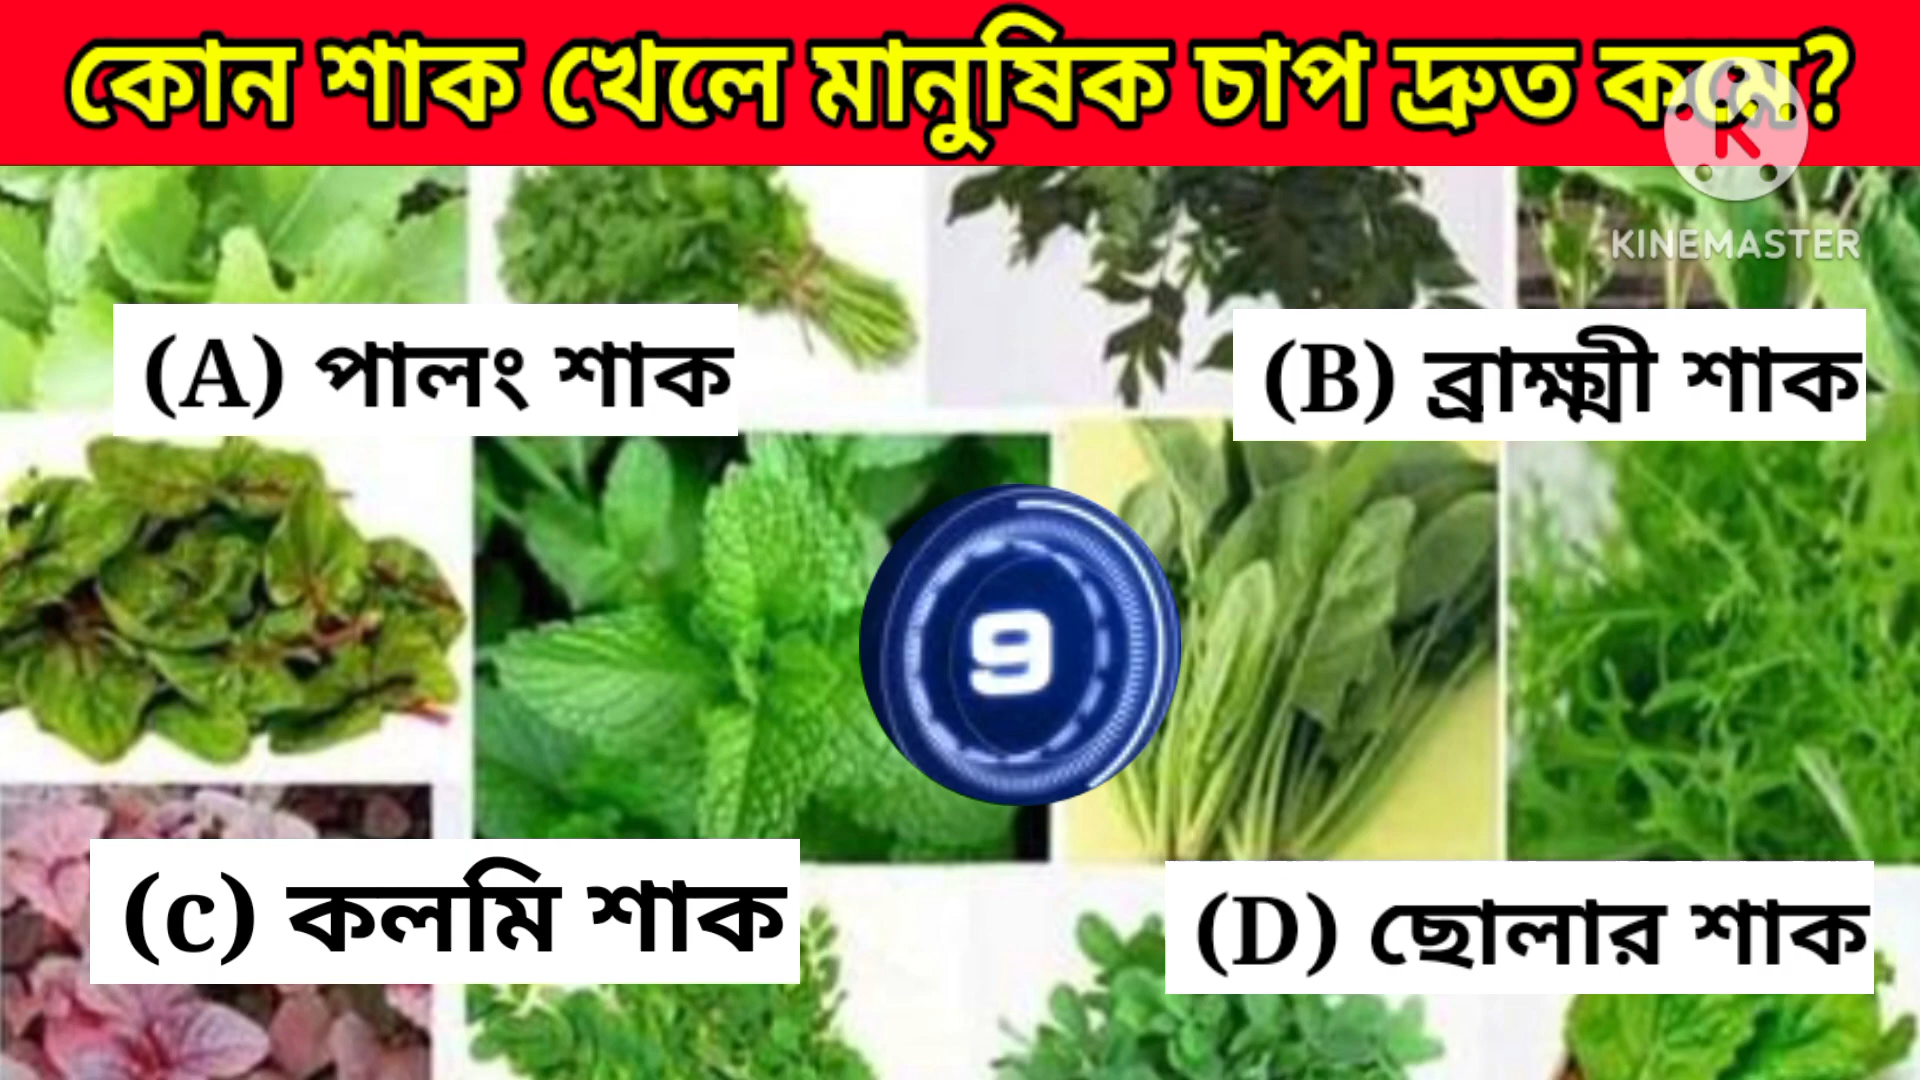 কোন শাক খেলে মানুষিক চাপ দ্রুত কমে?
K
KINEMASTER
(A) পালং শাক
(B) ব্রাক্ষ্মী শাক
9
(c) কলমি শাক
(D) ছোলার শাক